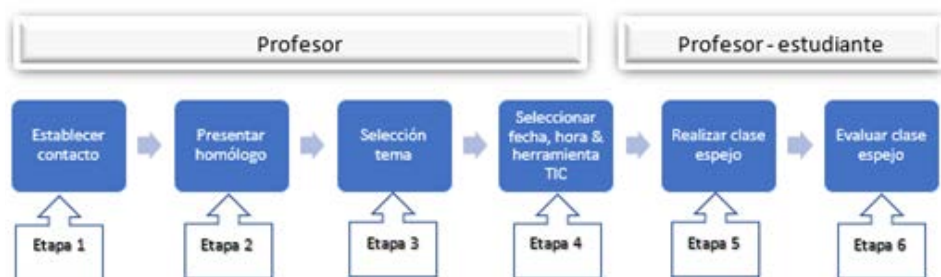 Profesor
Profesor - estudiante
Establecer
contacto
Presentar
homólogo
Selección
tema
Seleccionar
fecha, hora &
herramienta
TIC
Realizar clase
espejo
Evaluar clase
espejo
Etapa 1
Etapa 2
Etapa 3
Etapa 4
Etapa 5
Etapa 6